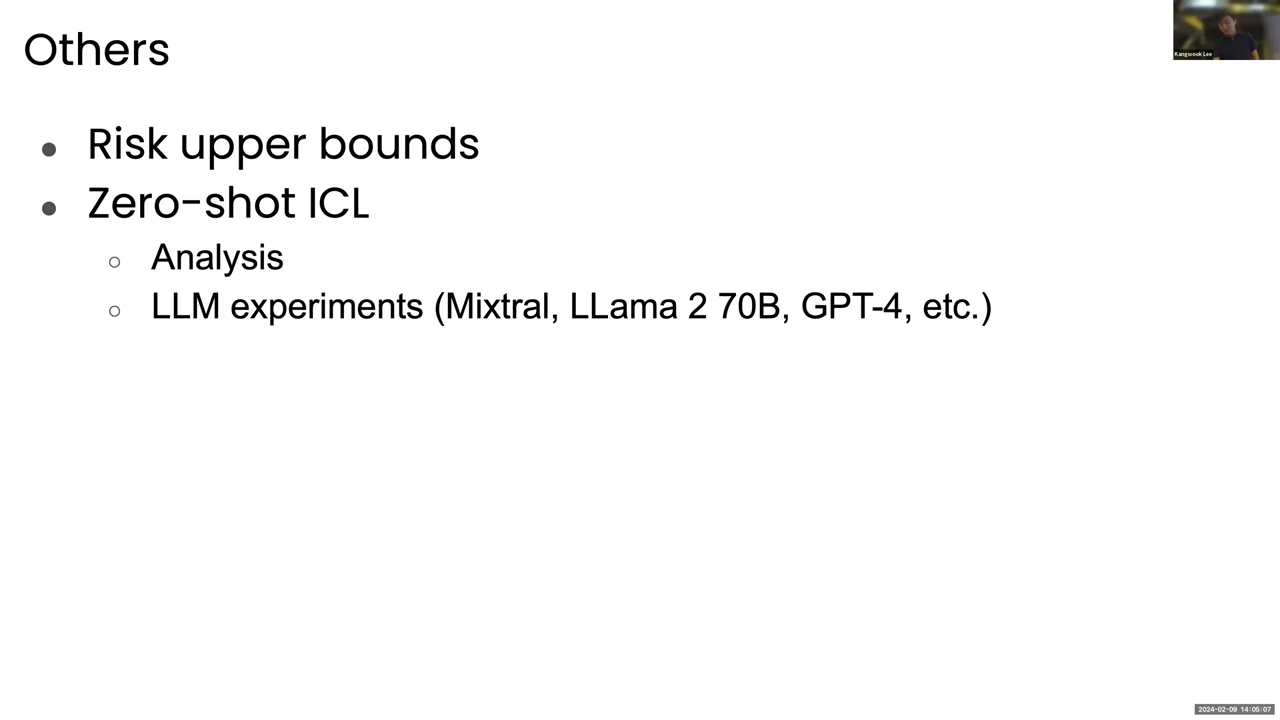 Others
Kangwook Lee
● Risk upper bounds
● Zero-shot ICL
○ Analysis
○ LLM experiments (Mixtral, LLama 2 70B, GPT-4, etc.)
2024-02-09 14:05:07